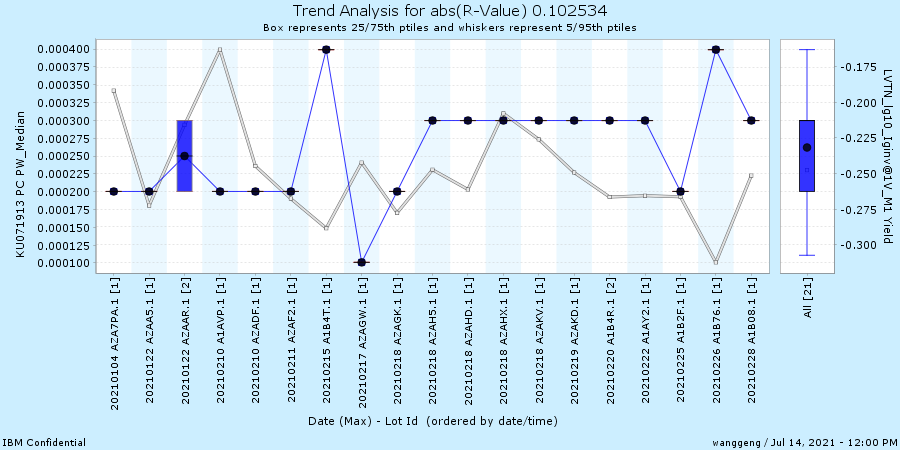 Trend Analysis for abs(R-Value) 0.102534
Box represents 25/75th ptiles and whiskers represent 5/95th ptiles
KU071913 PC PW_Median
0.000400
0.000375
0.000350
0.000325
0.000300
0.000275
0.000250
0.000225
0.000200
0.000175
0.000150
0.000125
0.000100
-0.175
-0.200
-0.225
-0.250
-0.275
-0.300
LVTN_lg10_Iginv@1V_M1 Yield
20210104 AZA7PA.1 [1]
20210122 AZAA5.1 [1]
20210122 AZAAR.1 [2]
20210210 A1AVP.1 [1]
20210210 AZADF.1 [1]
20210211 AZAF2.1 [1]
20210215 A1B4T.1 [1]
20210217 AZAGW.1 [1]
20210218 AZAGK.1 [1]
20210218 AZAH5.1 [1]
20210218 AZAHD.1 [1]
20210218 AZAHX.1 [1]
20210218 AZAKV.1 [1]
20210219 AZAKD.1 [1]
20210220 A1B4R.1 [2]
20210222 A1AY2.1 [1]
20210225 A1B2F.1 [1]
20210226 A1B76.1 [1]
20210228 A1B08.1 [1]
All [21]
Date (Max) - Lot Id (ordered by date/time)
IBM Confidential
wanggeng / Jul 14, 2021 - 12:00 PM